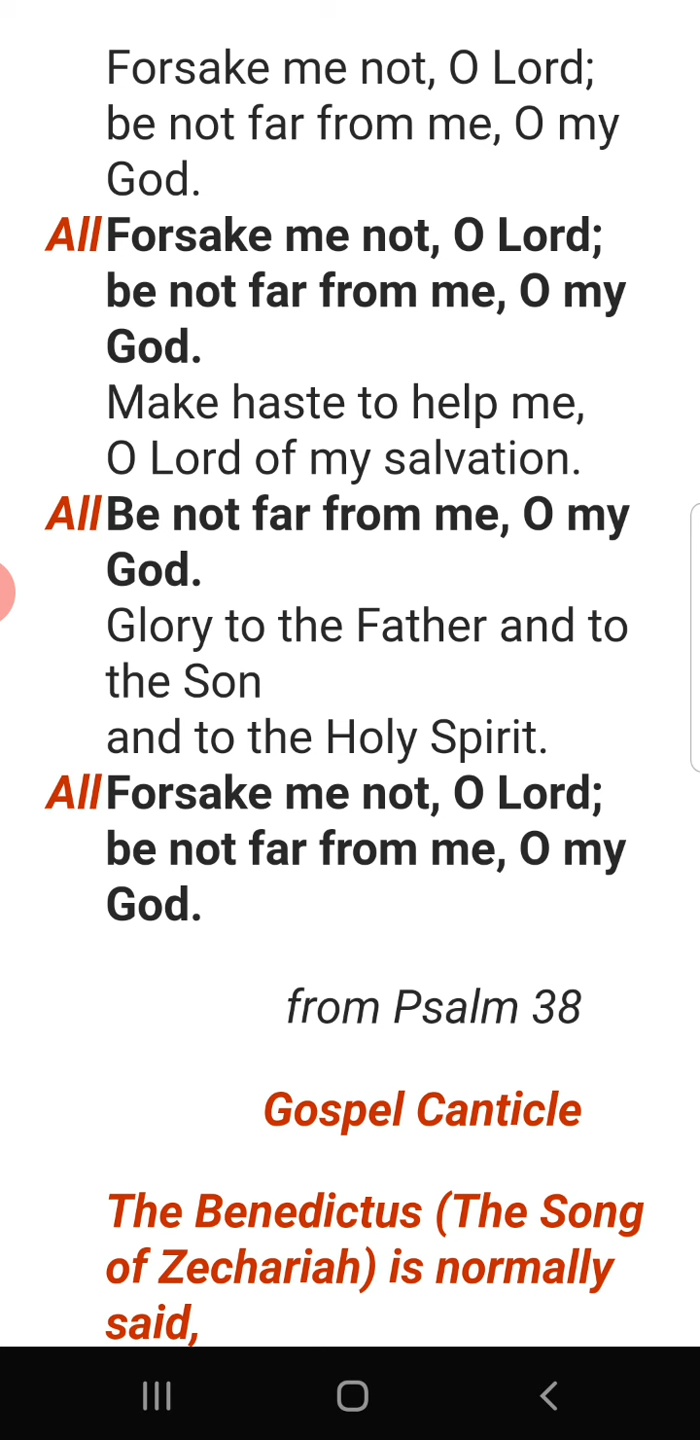 Forsake me not, O Lord;
be not far from me, O my
God.
All Forsake me not, O Lord;
be not far from me, O my
God.
Make haste to help me,
O Lord of my salvation.
All Be not far from me, O my
God.
Glory to the Father and to
the Son
and to the Holy Spirit.
All Forsake me not, O Lord;
be not far from me, O my
God.
from Psalm 38
Gospel Canticle
The Benedictus (The Song
of Zechariah) is normally
said,